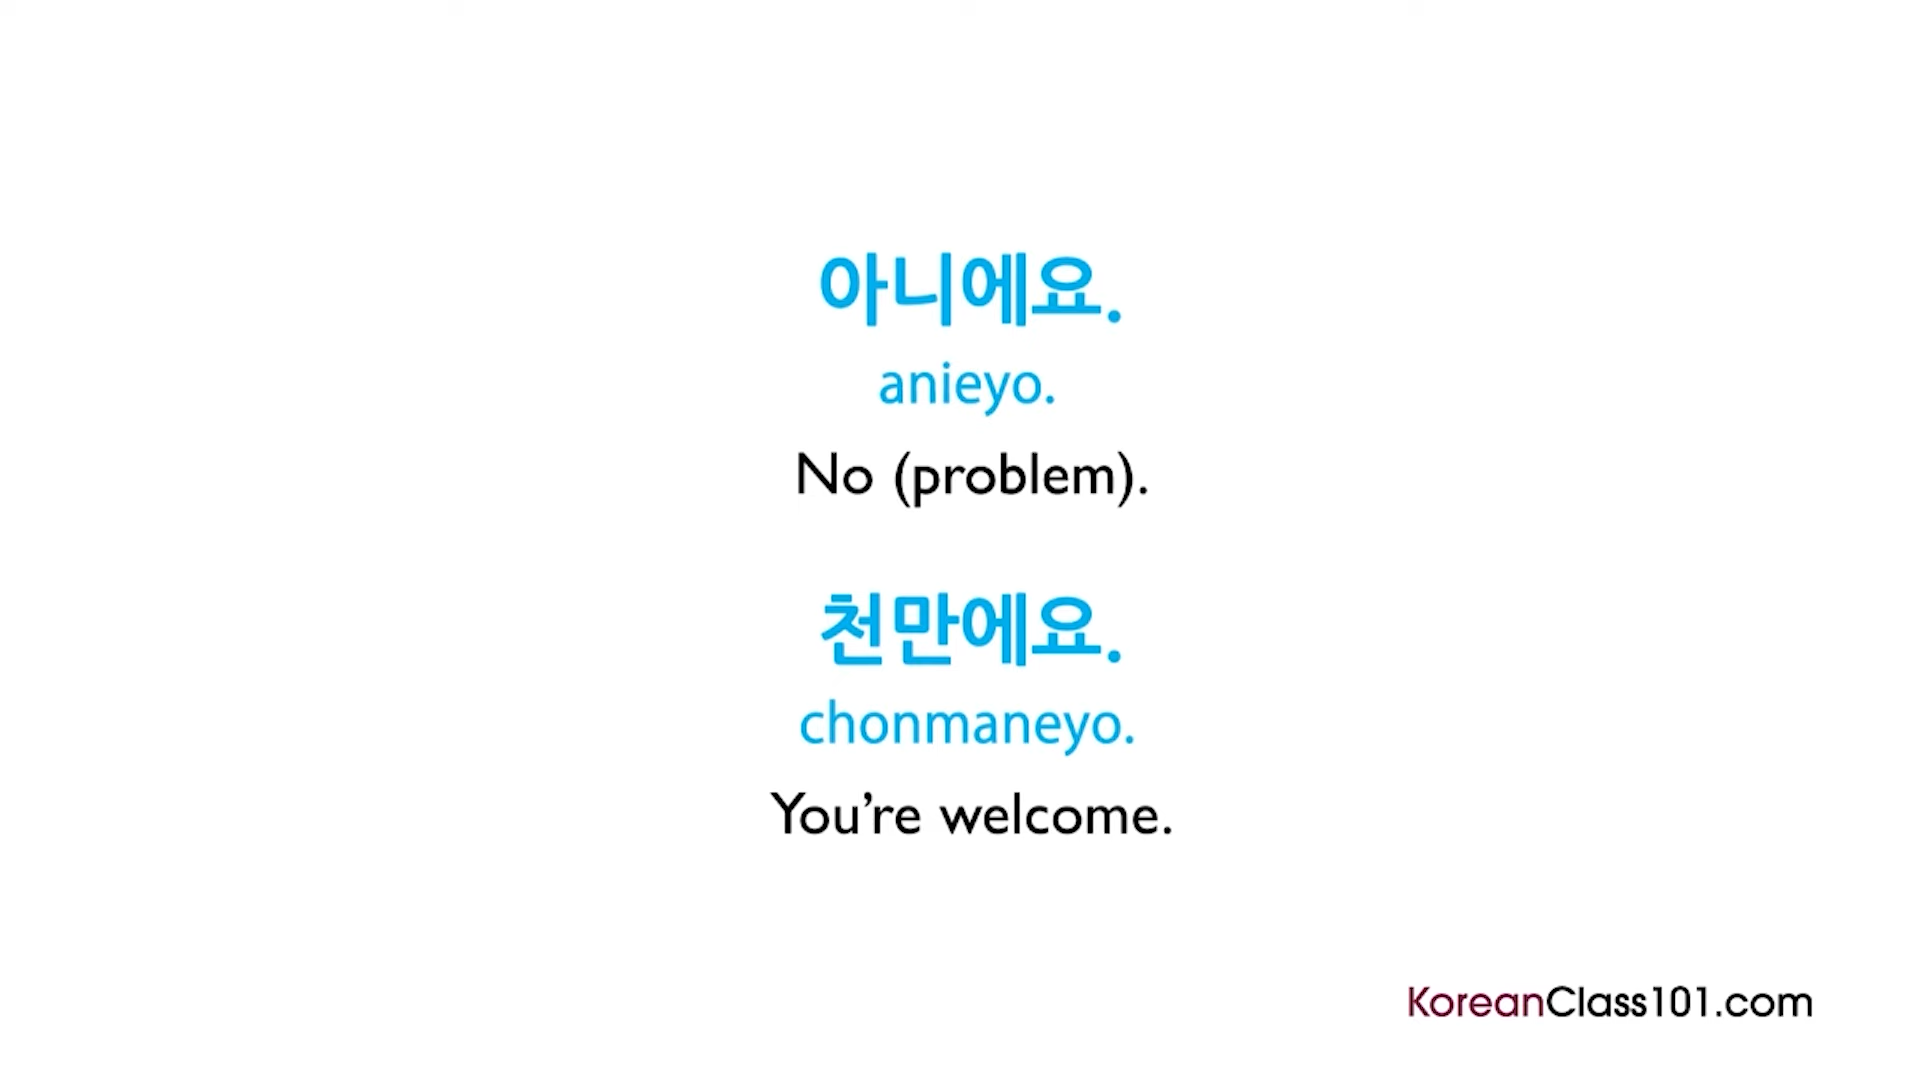 아니에요.
anieyo.
No (problem).
천만에요.
chonmaneyo.
You're welcome.
KoreanClass101.com